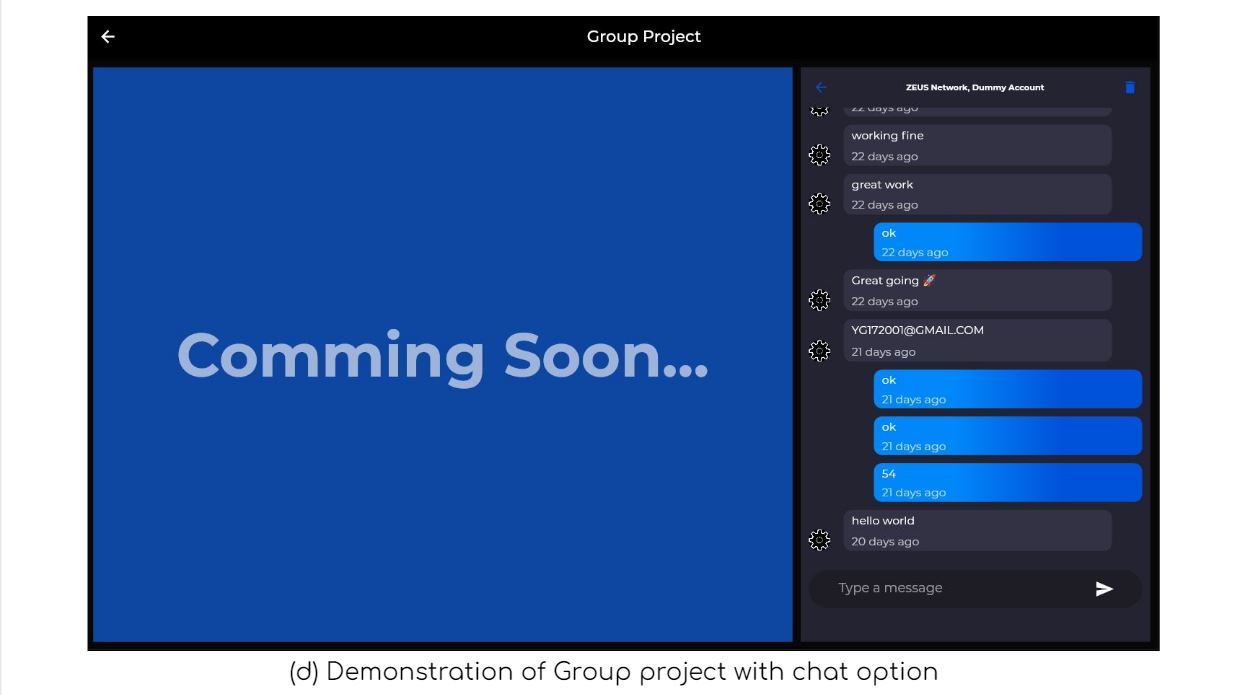 Group Project
Comming Soon...
ZEUS Network, Dummy Account
22 days ago
working fine
22 days ago
great work
22 days ago
ok
22 days ago
Great going 🚀
22 days ago
YG172001@GMAIL.COM
21 days ago
ok
21 days ago
ok
21 days ago
54
21 days ago
hello world
20 days ago
Type a message
(d) Demonstration of Group project with chat option